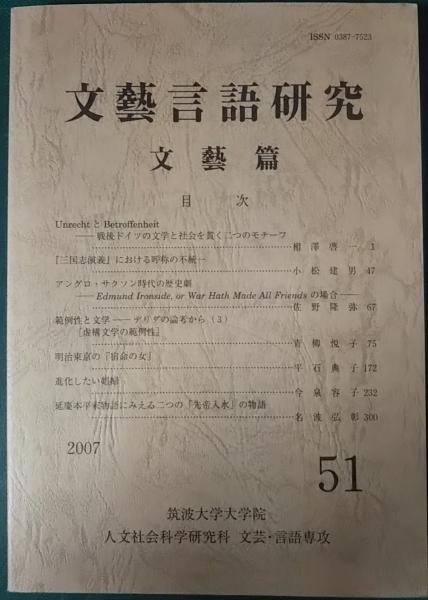 ISSN 0387-7523
文藝言語研究
文藝篇
目次
Unrecht と Betroffenheit
—— 戦後ドイツの文学と社会を貫く二つのモチーフ
相澤啓一 1
『三国志演義』における呼称の不統一
小松建男 47
アングロ・サクソン時代の歴史劇
—— Edmund Ironside, or War Hath Made All Friends の場合 ——
佐野隆弥 67
範例性と文学 —— デリダの論考から (3)
『虚構文学の範例性』
青柳悦子 75
明治東京の『宿命の女』
平石典子 172
進化したい娼婦
今泉容子 232
延慶本平家物語にみえる二つの「先帝入水」の物語
名波弘彰 300
2007
51
筑波大学大学院
人文社会科学研究科 文芸・言語専攻